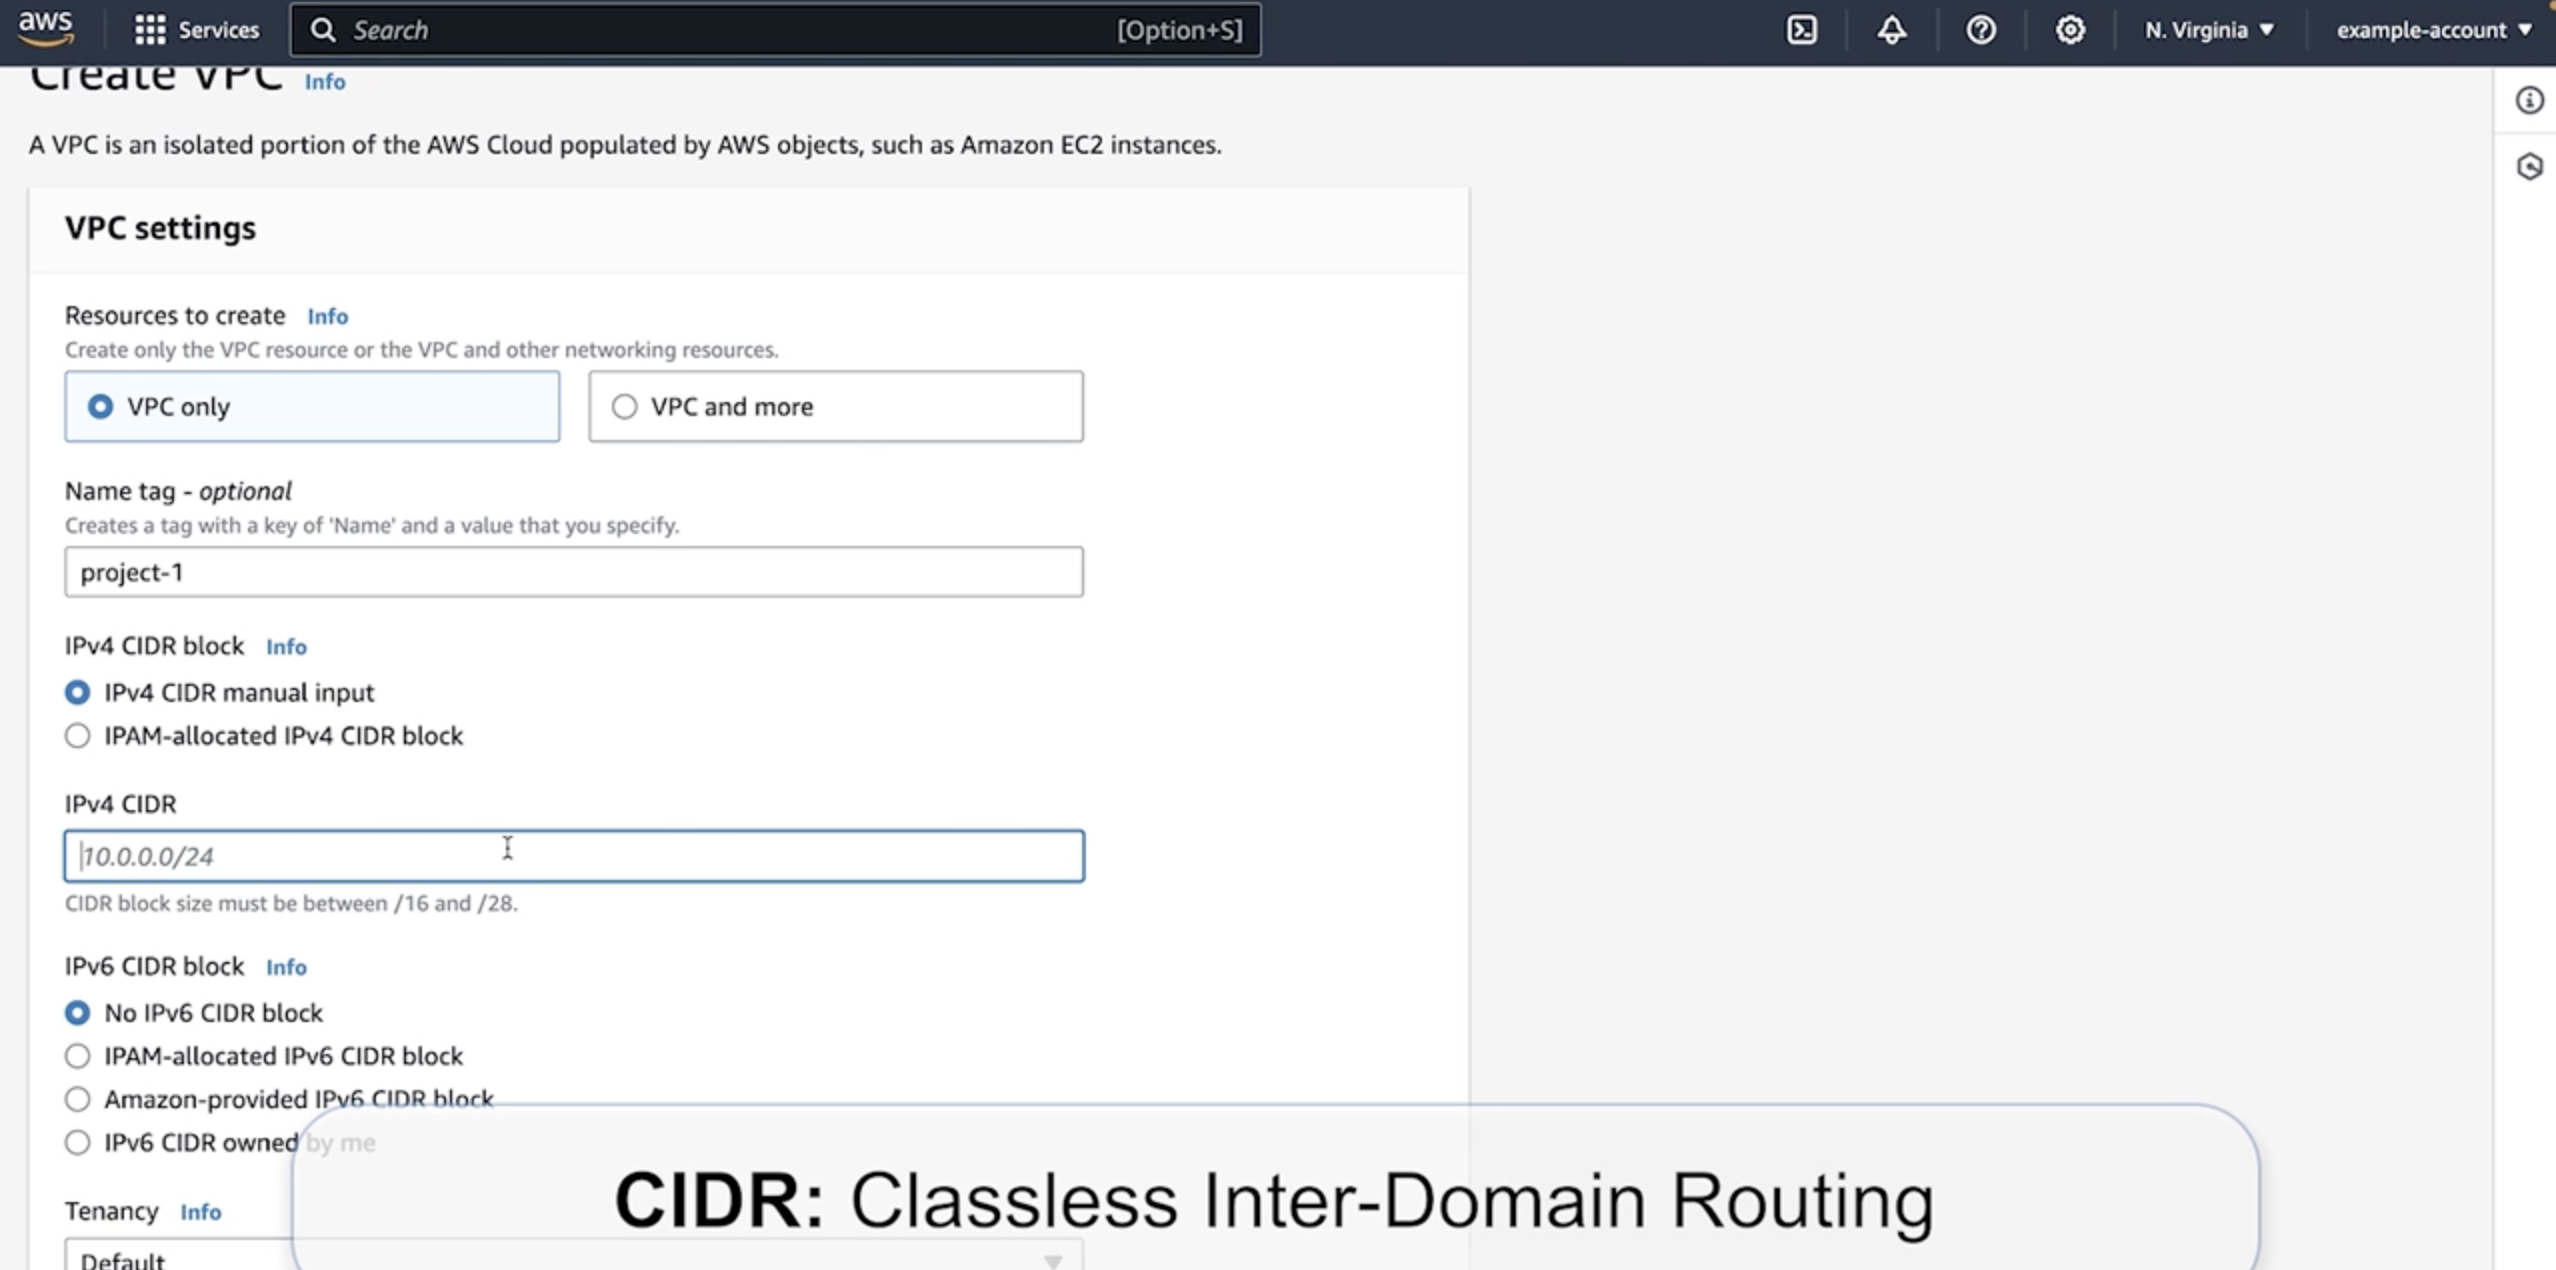 aws
Services
Search
[Option+S]
N. Virginia
example-account
Create VPC Info
A VPC is an isolated portion of the AWS Cloud populated by AWS objects, such as Amazon EC2 instances.
VPC settings
Resources to create Info
Create only the VPC resource or the VPC and other networking resources.
VPC only
VPC and more
Name tag - optional
Creates a tag with a key of 'Name' and a value that you specify.
project-1
IPv4 CIDR block Info
IPv4 CIDR manual input
IPAM-allocated IPv4 CIDR block
IPv4 CIDR
10.0.0.0/24
CIDR block size must be between /16 and /28.
IPv6 CIDR block Info
No IPv6 CIDR block
IPAM-allocated IPv6 CIDR block
Amazon-provided IPv6 CIDR block
IPv6 CIDR owned by me
CIDR: Classless Inter-Domain Routing
Tenancy Info
Default